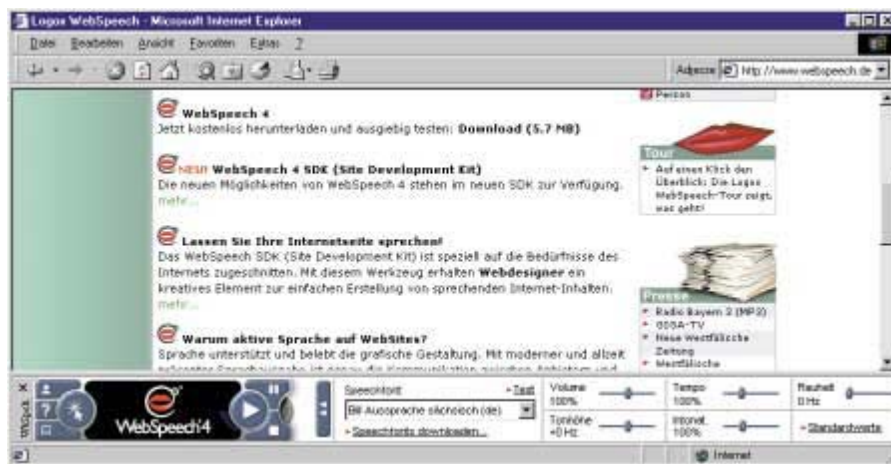 Logox WebSpeech - Microsoft Internet Explorer
Datei Bearbeiten Ansicht Favoriten Extras ?
Adresse http://www.webspeech.de
WebSpeech 4
Jetzt kostenlos herunterladen und ausgiebig testen: Download (5.7 MB)
NEU! WebSpeech 4 SDK (Site Development Kit)
Die neuen Möglichkeiten von WebSpeech 4 stehen im neuen SDK zur Verfügung.
mehr...
Lassen Sie Ihre Internetseite sprechen!
Das WebSpeech SDK (Site Development Kit) ist speziell auf die Bedürfnisse des
Internets zugeschnitten. Mit diesem Werkzeug erhalten Webdesigner ein
kreatives Element zur einfachen Erstellung von sprechenden Internet-Inhalten.
mehr...
Warum aktive Sprache auf WebSites?
Sprache unterstützt und belebt die grafische Gestaltung. Mit moderner und allzeit
Person
Tour
Auf einen Klick den
Überblick: Die Logox
WebSpeech-Tour zeigt,
was geht!
Presse
Radio Bayern 3 (MP3)
GIGA-TV
Neue Westfälische
Zeitung
Westfälische
WebSpeech 4
Speechfont
Test
Bill Aussprache sächsisch (de)
Speechfonts downloaden...
Volume
100%
Tonhöhe
+0 Hz
Tempo
100%
Intonat.
100%
Rauheit
0 Hz
Standardwerte
Internet